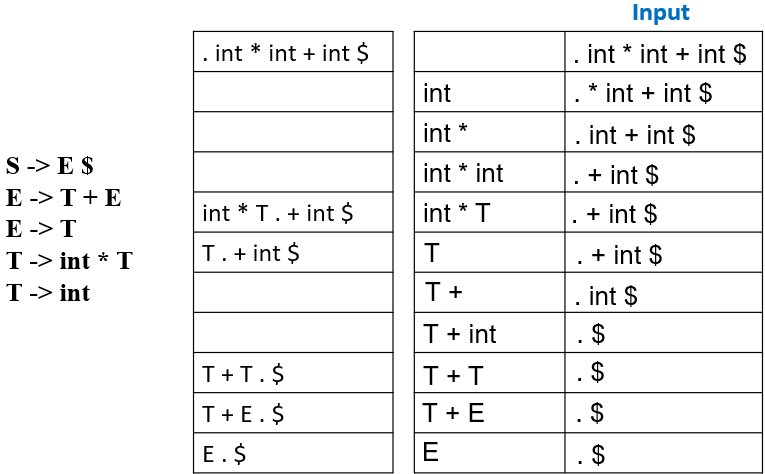 Input
S -> E $
E -> T + E
E -> T
T -> int * T
T -> int
. int * int + int $
int * T . + int $
T . + int $
T + T . $
T + E . $
E . $
. int * int + int $
int . * int + int $
int * . int + int $
int * int . + int $
int * T . + int $
T . + int $
T + . int $
T + int . $
T + T . $
T + E . $
E . $